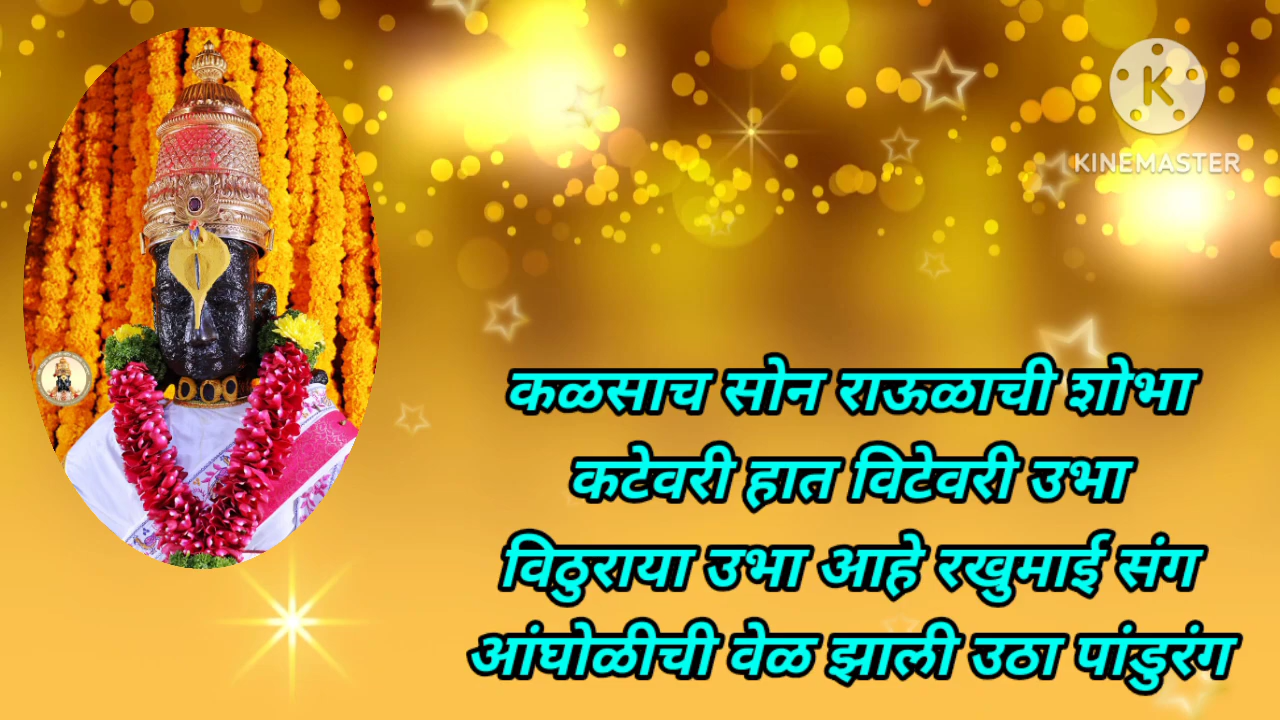 KINEMASTER
कळसाच सोन राऊळाची शोभा
कटेवरी हात विटेवरी उभा
विठुराया उभा आहे रखुमाई संग
आंघोळीची वेळ झाली उठा पांडुरंग